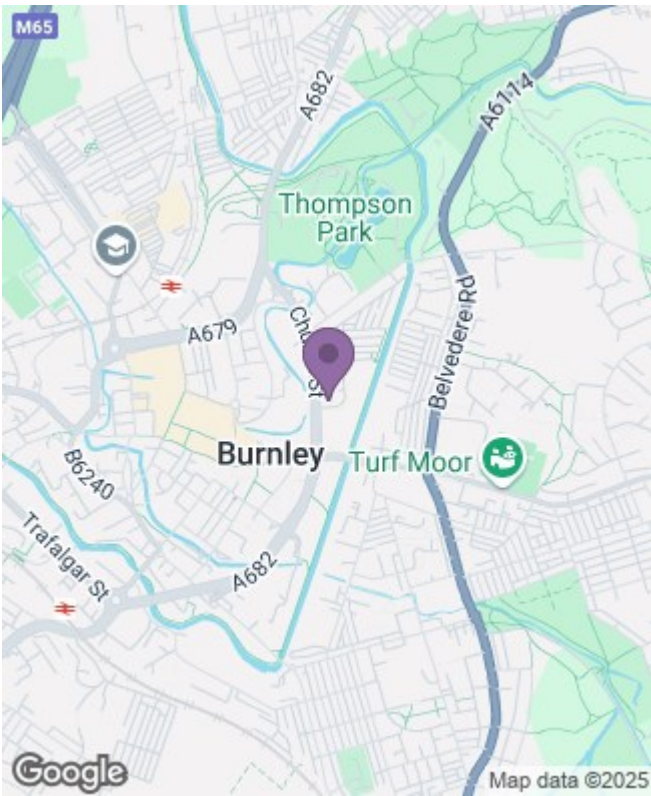 M65
A682
A6114
Thompson
Park
Church St
A679
Belvedere Rd
Burnley
Turf Moor
B6240
Trafalgar St
A682
Google
Map data ©2025